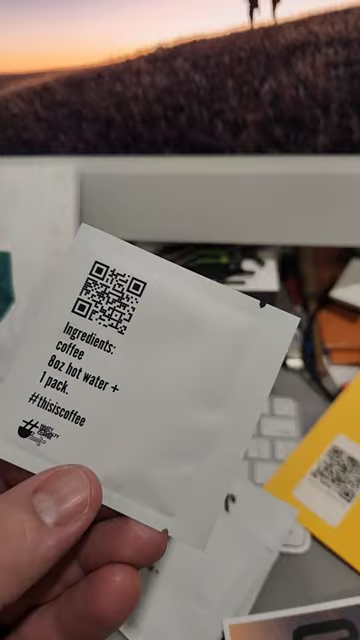 Ingredients:
coffee
8oz hot water +
1 pack.
#thisiscoffee